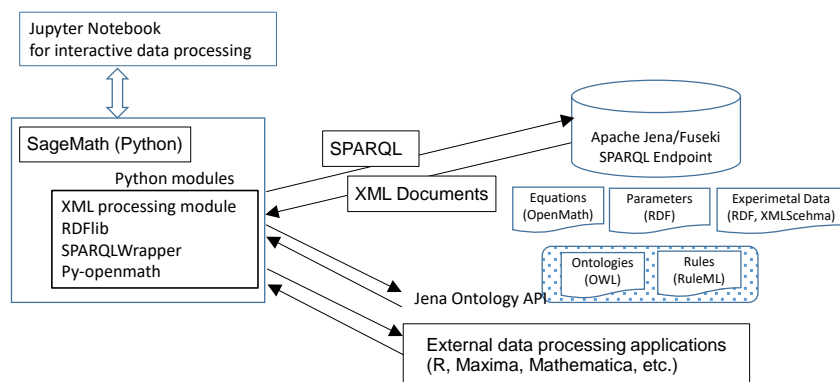 Jupyter Notebook
for interactive data processing
SageMath (Python)
Python modules
XML processing module
RDFlib
SPARQLWrapper
Py-openmath
SPARQL
XML Documents
Apache Jena/Fuseki
SPARQL Endpoint
Equations
(OpenMath)
Parameters
(RDF)
Experimetal Data
(RDF, XMLScehma)
Ontologies
(OWL)
Rules
(RuleML)
Jena Ontology API
External data processing applications
(R, Maxima, Mathematica, etc.)